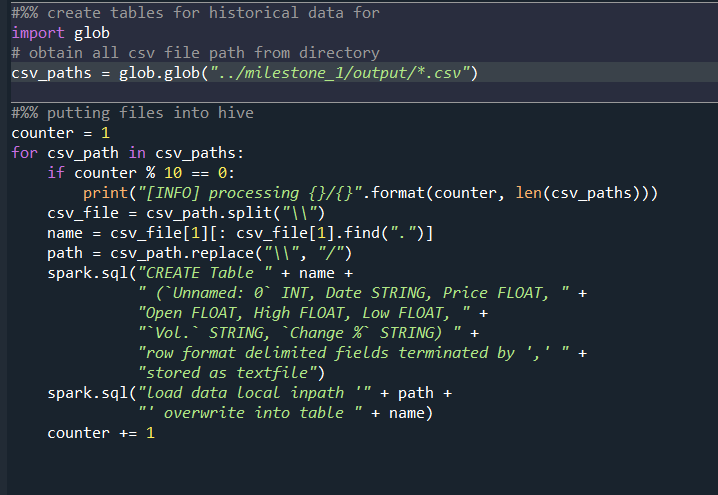 #%% create tables for historical data for
import glob
# obtain all csv file path from directory
csv_paths = glob.glob("../milestone_1/output/*.csv")
#%% putting files into hive
counter = 1
for csv_path in csv_paths:
    if counter % 10 == 0:
        print("[INFO] processing {}/{}".format(counter, len(csv_paths)))
    csv_file = csv_path.split("\\")
    name = csv_file[1][: csv_file[1].find(".")]
    path = csv_path.replace("\\", "/")
    spark.sql("CREATE Table " + name +
              " (`Unnamed: 0` INT, Date STRING, Price FLOAT, " +
              "Open FLOAT, High FLOAT, Low FLOAT, " +
              "`Vol.` STRING, `Change %` STRING) " +
              "row format delimited fields terminated by ',' " +
              "stored as textfile")
    spark.sql("load data local inpath '" + path +
              "' overwrite into table " + name)
    counter += 1